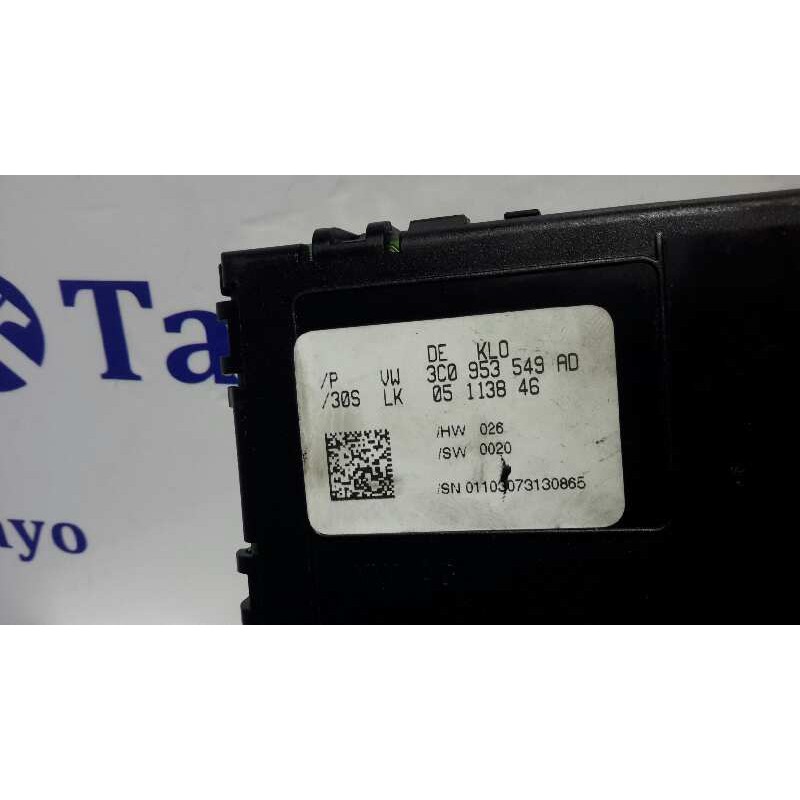 Ta
ayo
DE KLO
/P VW 3C0 953 549 AD
/30S LK 05 1138 46
/HW 026
/SW 0020
/SN 01103073130865